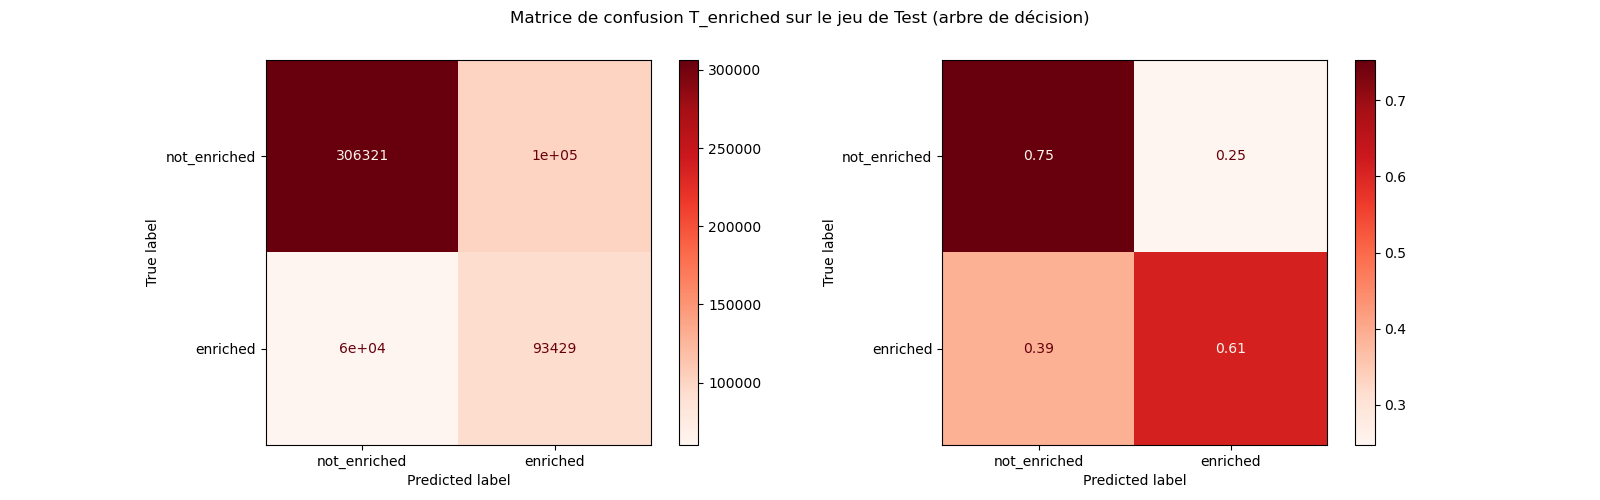 Matrice de confusion T_enriched sur le jeu de Test (arbre de décision)
True label
not_enriched
enriched
306321 1e+05
6e+04 93429
not_enriched enriched
Predicted label
300000
250000
200000
150000
100000
True label
not_enriched
enriched
0.75 0.25
0.39 0.61
not_enriched enriched
Predicted label
0.7
0.6
0.5
0.4
0.3